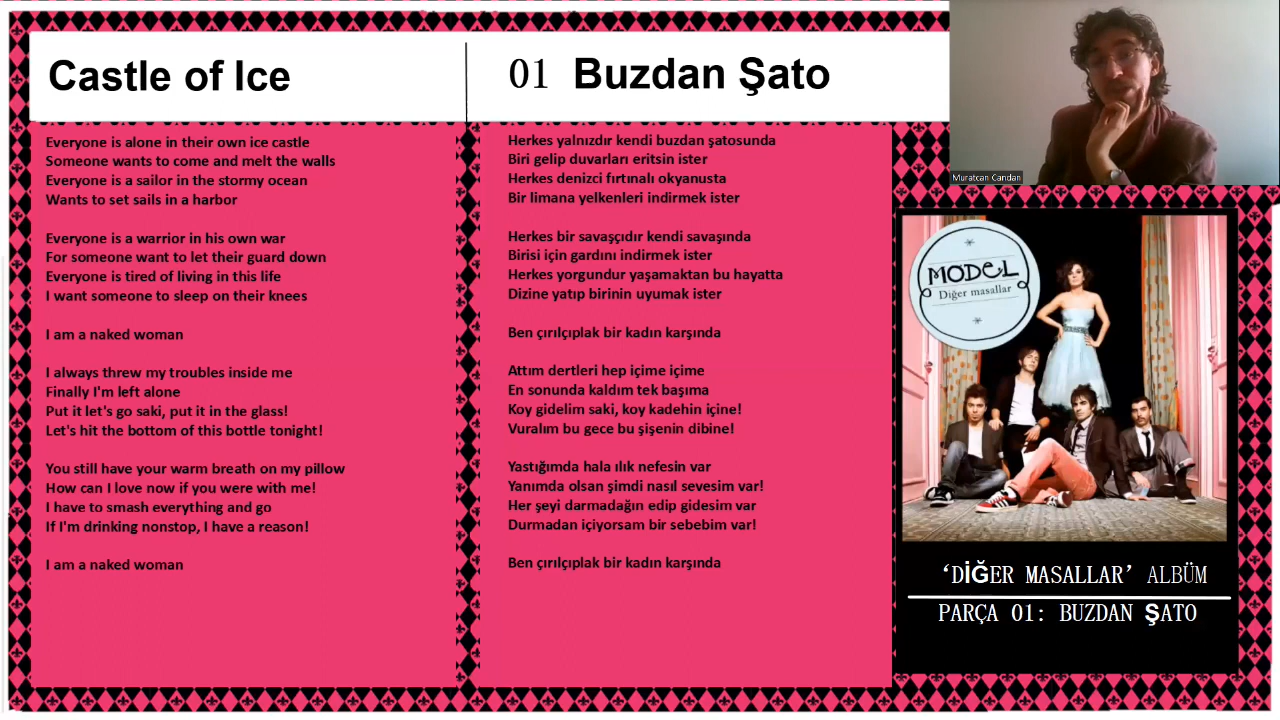 Castle of Ice
01 Buzdan Şato
Everyone is alone in their own ice castle
Someone wants to come and melt the walls
Everyone is a sailor in the stormy ocean
Wants to set sails in a harbor
Everyone is a warrior in his own war
For someone want to let their guard down
Everyone is tired of living in this life
I want someone to sleep on their knees
I am a naked woman
I always threw my troubles inside me
Finally I'm left alone
Put it let's go saki, put it in the glass!
Let's hit the bottom of this bottle tonight!
You still have your warm breath on my pillow
How can I love now if you were with me!
I have to smash everything and go
If I'm drinking nonstop, I have a reason!
I am a naked woman
Herkes yalnızdır kendi buzdan şatosunda
Biri gelip duvarları eritsin ister
Herkes denizci fırtınalı okyanusta
Bir limana yelkenleri indirmek ister
Herkes bir savaşçıdır kendi savaşında
Birisi için gardını indirmek ister
Herkes yorgundur yaşamaktan bu hayatta
Dizine yatıp birinin uyumak ister
Ben çırılçıplak bir kadın karşında
Attım dertleri hep içime içime
En sonunda kaldım tek başıma
Koy gidelim saki, koy kadehin içine!
Vuralım bu gece bu şişenin dibine!
Yastığımda hala ılık nefesin var
Yanımda olsan şimdi nasıl sevesim var!
Her şeyi darmadağın edip gidesim var
Durmadan içiyorsam bir sebebim var!
Ben çırılçıplak bir kadın karşında
Muratcan Candan
MODEL
Diğer masallar
‘DİĞER MASALLAR’ ALBÜM
PARÇA 01: BUZDAN ŞATO